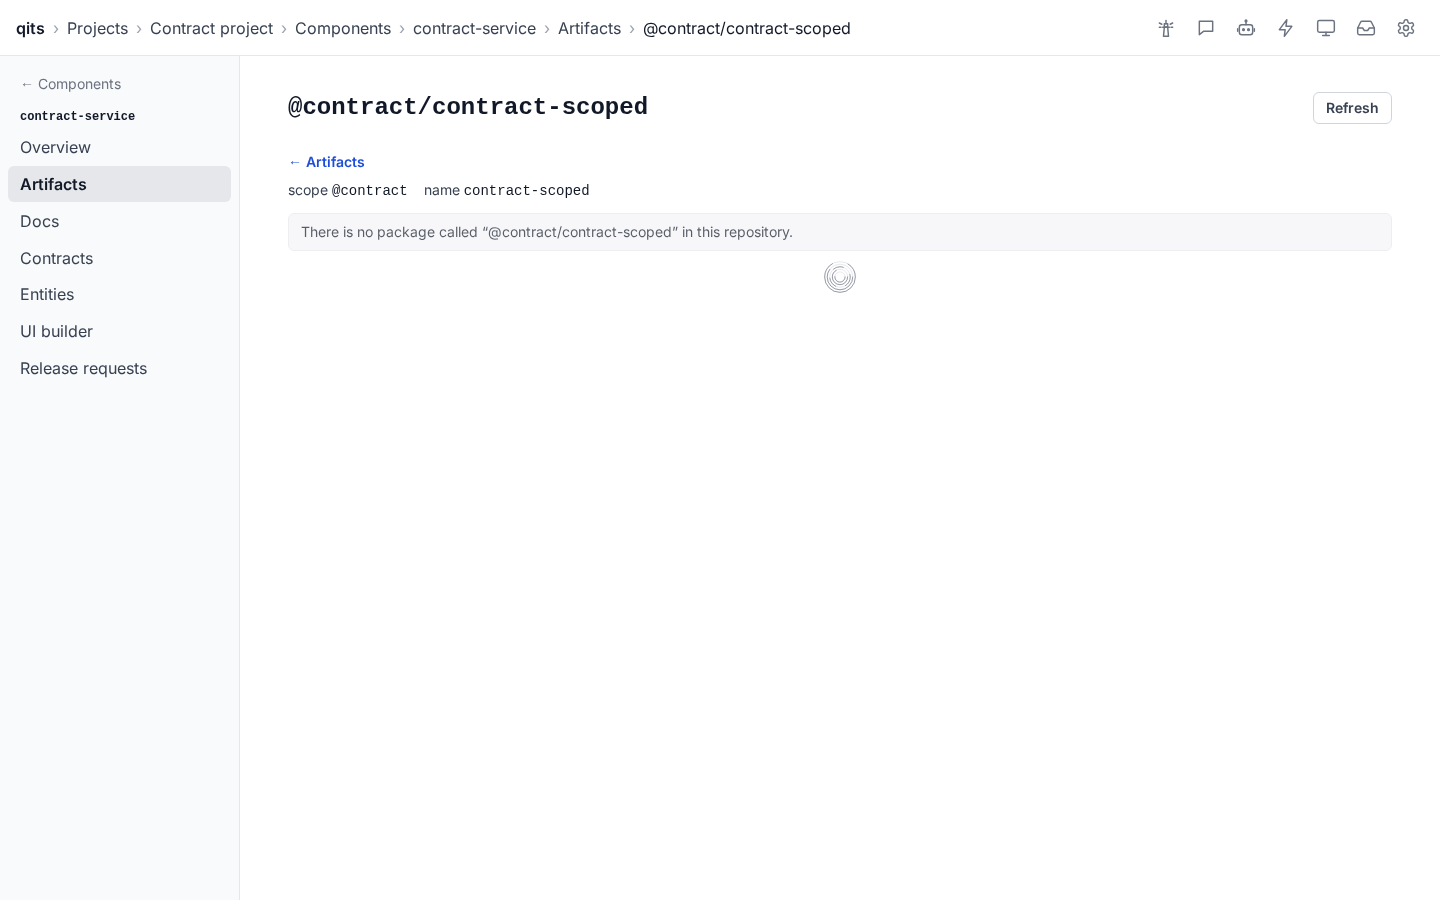 qits › Projects › Contract project › Components › contract-service › Artifacts › @contract/contract-scoped
← Components
contract-service
Overview
Artifacts
Docs
Contracts
Entities
UI builder
Release requests
@contract/contract-scoped
Refresh
← Artifacts
scope @contract name contract-scoped
There is no package called “@contract/contract-scoped” in this repository.